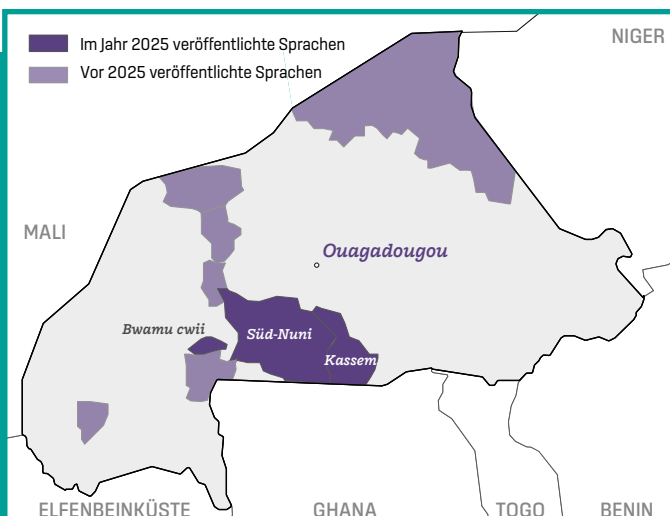 Im Jahr 2025 veröffentlichte Sprachen
Vor 2025 veröffentlichte Sprachen
NIGER
MALI
Ouagadougou
Bwamu cwii
Süd-Nuni
Kassem
ELFENBEINKÜSTE
GHANA
TOGO
BENIN